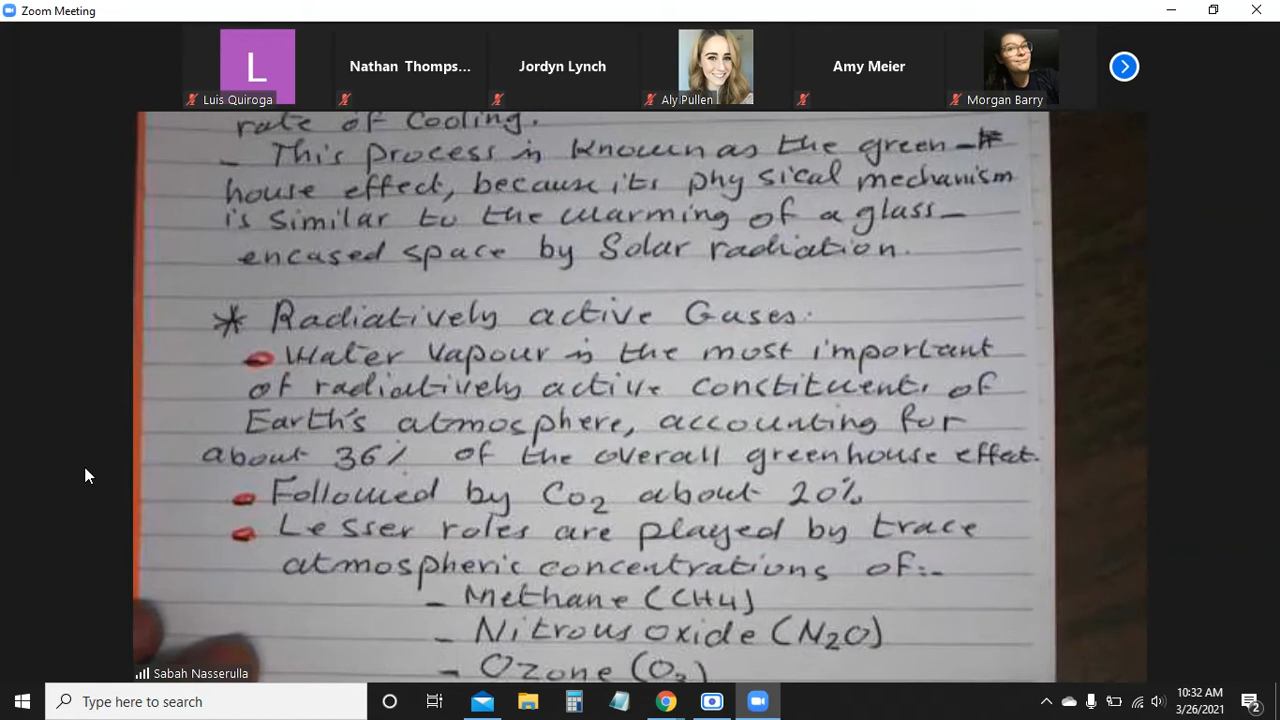 Zoom Meeting
L
Luis Quiroga
Nathan Thomps...
Jordyn Lynch
Aly Pullen
Amy Meier
Morgan Barry
rate of Cooling.
- This process is known as the green-
house effect, because its physical mechanism
is similar to the warming of a glass-
encased space by Solar radiation.
* Radiatively active Gases.
Water Vapour is the most important
of radiatively active constituent. of
Earth's atmosphere, accounting for
about 36% of the overall greenhouse effect.
Followed by CO2 about 20%
Lesser roles are played by trace
atmospheric concentrations of:-
- Methane (CH4)
- Nitrous oxide (N2O)
- Ozone (O3)
Sabah Nasserulla
Type here to search
10:32 AM
3/26/2021
2